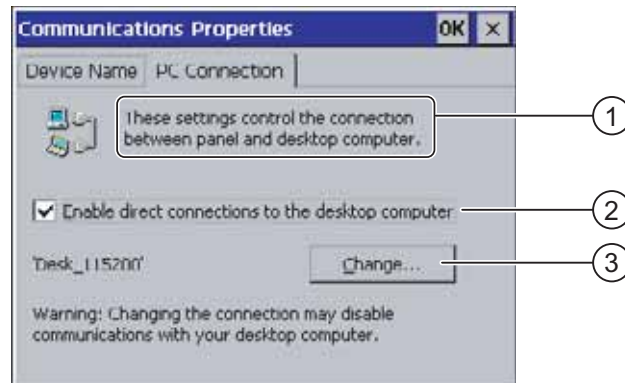 Communications Properties OK ×
Device Name PC Connection
These settings control the connection
between panel and desktop computer.
1
Enable direct connections to the desktop computer
2
'Desk_115200' Change...
3
Warning: Changing the connection may disable
communications with your desktop computer.